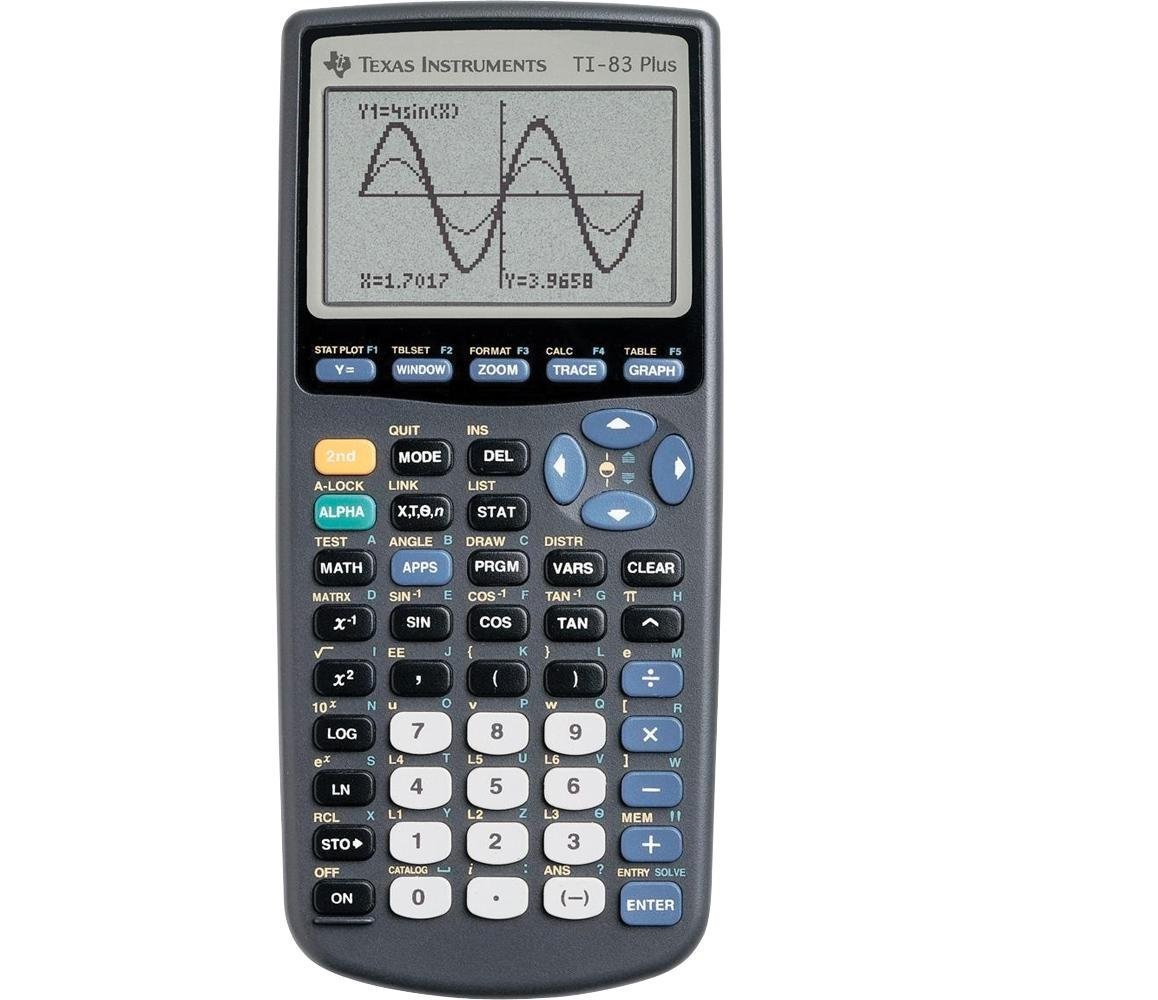 TEXAS INSTRUMENTS TI-83 Plus
Y1=4sin(X)
X=1.7017 Y=3.9658
STAT PLOT F1 TBLSET F2 FORMAT F3 CALC F4 TABLE F5
Y= WINDOW ZOOM TRACE GRAPH
QUIT INS
2nd MODE DEL
A-LOCK LINK LIST
ALPHA X,T,Θ,n STAT
TEST A ANGLE B DRAW C DISTR
MATH APPS PRGM VARS CLEAR
MATRX D SIN⁻¹ E COS⁻¹ F TAN⁻¹ G π H
x⁻¹ SIN COS TAN ^
√ I EE J { K } L e M
x² , ( ) ÷
10ˣ N u O v P w Q [ R
LOG 7 8 9 ×
eˣ S L4 T L5 U L6 V ] W
LN 4 5 6 −
RCL X L1 Y L2 Z L3 Θ MEM "
STO➧ 1 2 3 +
OFF CATALOG ⎵ i : ANS ? ENTRY SOLVE
ON 0 . (−) ENTER